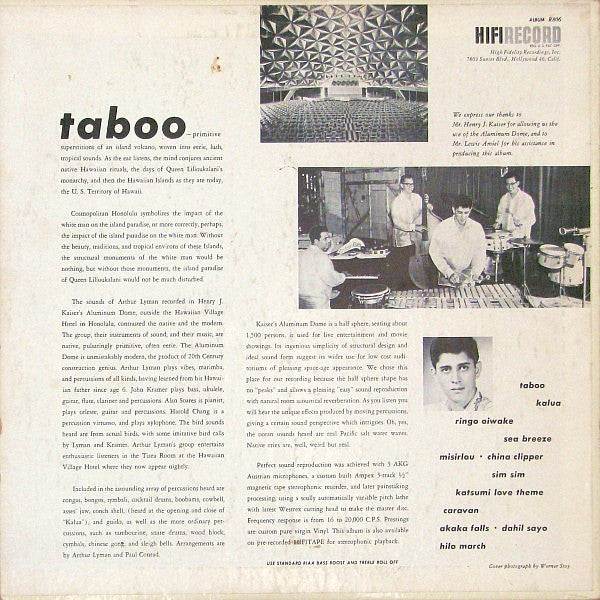 ALBUM R806
HIFIRECORD
REG. U.S. PAT. OFF.
High Fidelity Recordings, Inc.
7803 Sunset Blvd., Hollywood 46, Calif.
We express our thanks to
Mr. Henry J. Kaiser for allowing us the
use of the Aluminum Dome, and to
Mr. Lewis Amiel for his assistance in
producing this album.
taboo —primitive
superstitions of an island volcano, woven into eerie, lush,
tropical sounds. As the ear listens, the mind conjures ancient
native Hawaiian rituals, the days of Queen Liliuokalani's
monarchy, and then the Hawaiian Islands as they are today,
the U. S. Territory of Hawaii.
Cosmopolitan Honolulu symbolizes the impact of the
white man on the island paradise, or more correctly, perhaps,
the impact of the island paradise on the white man. Without
the beauty, traditions, and tropical environs of these Islands,
the structural monuments of the white man would be
nothing, but without those monuments, the island paradise
of Queen Liliuokalani would not be much disturbed.
The sounds of Arthur Lyman recorded in Henry J.
Kaiser's Aluminum Dome, outside the Hawaiian Village
Hotel in Honolulu, contrasted the native and the modern.
The group, their instruments of sound, and their music, are
native, pulsatingly primitive, often eerie. The Aluminum
Dome is unmistakably modern, the product of 20th Century
construction genius. Arthur Lyman plays vibes, marimba,
and percussions of all kinds, having learned from his Hawai-
ian father since age 6. John Kramer plays bass, ukulele,
guitar, flute, clarinet and percussions. Alan Soares is pianist,
plays celeste, guitar and percussions. Harold Chang is a
percussion virtuoso, and plays xylophone. The bird sounds
heard are from actual birds, with some imitative bird calls
by Lyman and Kramer. Arthur Lyman's group entertains
enthusiastic listeners in the Tiara Room at the Hawaiian
Village Hotel where they now appear nightly.
Included in the astounding array of percussions heard are
congas, bongos, cymbals, cocktail drums, boobams, cowbell,
asses' jaw, conch shell, (heard at the opening and close of
"Kalua"), and guido, as well as the more ordinary per-
cussions, such as tambourine, snare drums, wood block,
cymbals, chinese gong, and sleigh bells. Arrangements are
by Arthur Lyman and Paul Conrad.
Kaiser's Aluminum Dome is a half sphere, seating about
1,500 persons, is used for live entertainment and movie
showings. Its ingenious simplicity of structural design and
ideal sound form suggest its wider use for low cost audi-
toriums of pleasing space-age appearance. We chose this
place for our recording because the half sphere shape has
no "peaks" and allows a pleasing "easy" sound reproduction
with natural room acoustical reverberation. As you listen you
will hear the unique effects produced by moving percussions,
giving a certain sound perspective which intrigues. Oh, yes,
the ocean sounds heard are real Pacific salt water waves.
Native cries are, well, weird but real.
Perfect sound reproduction was achieved with 3 AKG
Austrian microphones, a custom built Ampex 3-track ½"
magnetic tape stereophonic recorder, and later painstaking
processing, using a scully automatically variable pitch lathe
with latest Westrex cutting head to make the master disc.
Frequency response is from 16 to 20,000 C.P.S. Pressings
are custom pure virgin Vinyl. This album is also available
on pre-recorded HIFITAPE for stereophonic playback.
USE STANDARD RIAA BASS BOOST AND TREBLE ROLL OFF
taboo
kalua
ringo oiwake
sea breeze
misirlou • china clipper
sim sim
katsumi love theme
caravan
akaka falls • dahil sayo
hilo march
Cover photograph by Werner Stoy